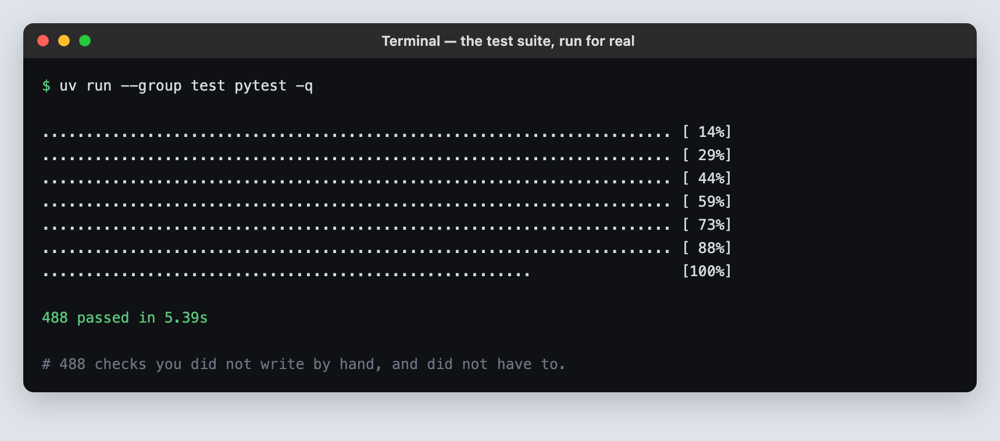 Terminal — the test suite, run for real
$ uv run --group test pytest -q
........................................................................ [ 14%]
........................................................................ [ 29%]
........................................................................ [ 44%]
........................................................................ [ 59%]
........................................................................ [ 73%]
........................................................................ [ 88%]
........................................................                 [100%]
488 passed in 5.39s
# 488 checks you did not write by hand, and did not have to.